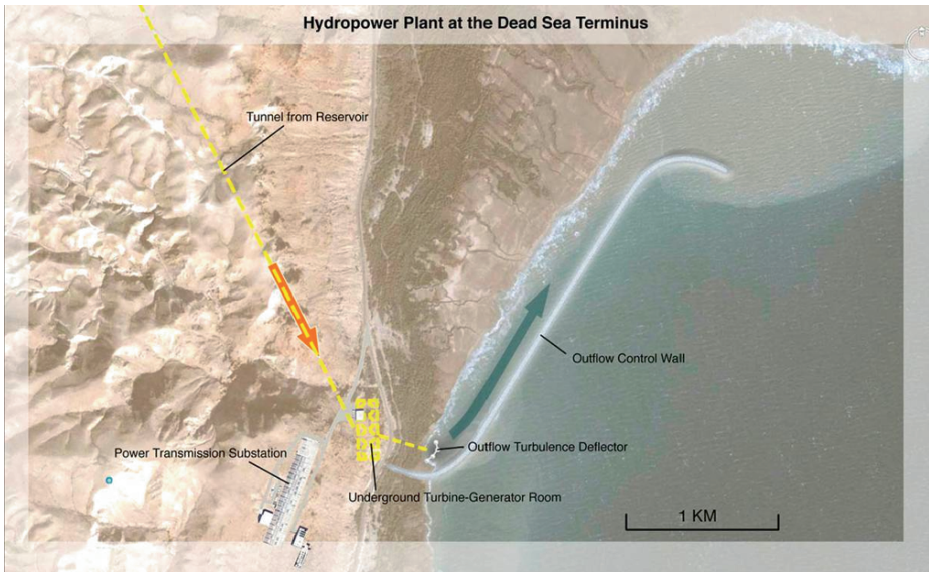 Hydropower Plant at the Dead Sea Terminus
Tunnel from Reservoir
Outflow Control Wall
Outflow Turbulence Deflector
Power Transmission Substation
Underground Turbine-Generator Room
1 KM